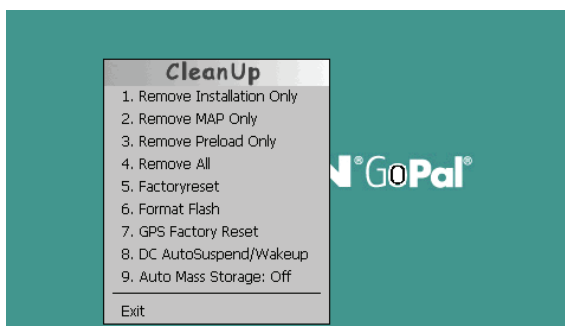 CleanUp
1. Remove Installation Only
2. Remove MAP Only
3. Remove Preload Only
4. Remove All
5. Factoryreset
6. Format Flash
7. GPS Factory Reset
8. DC AutoSuspend/Wakeup
9. Auto Mass Storage: Off
Exit
N®GoPal®